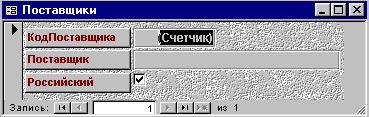 Поставщики
КодПоставщика (Счетчик)
Поставщик
Российский
Запись: 1 из 1